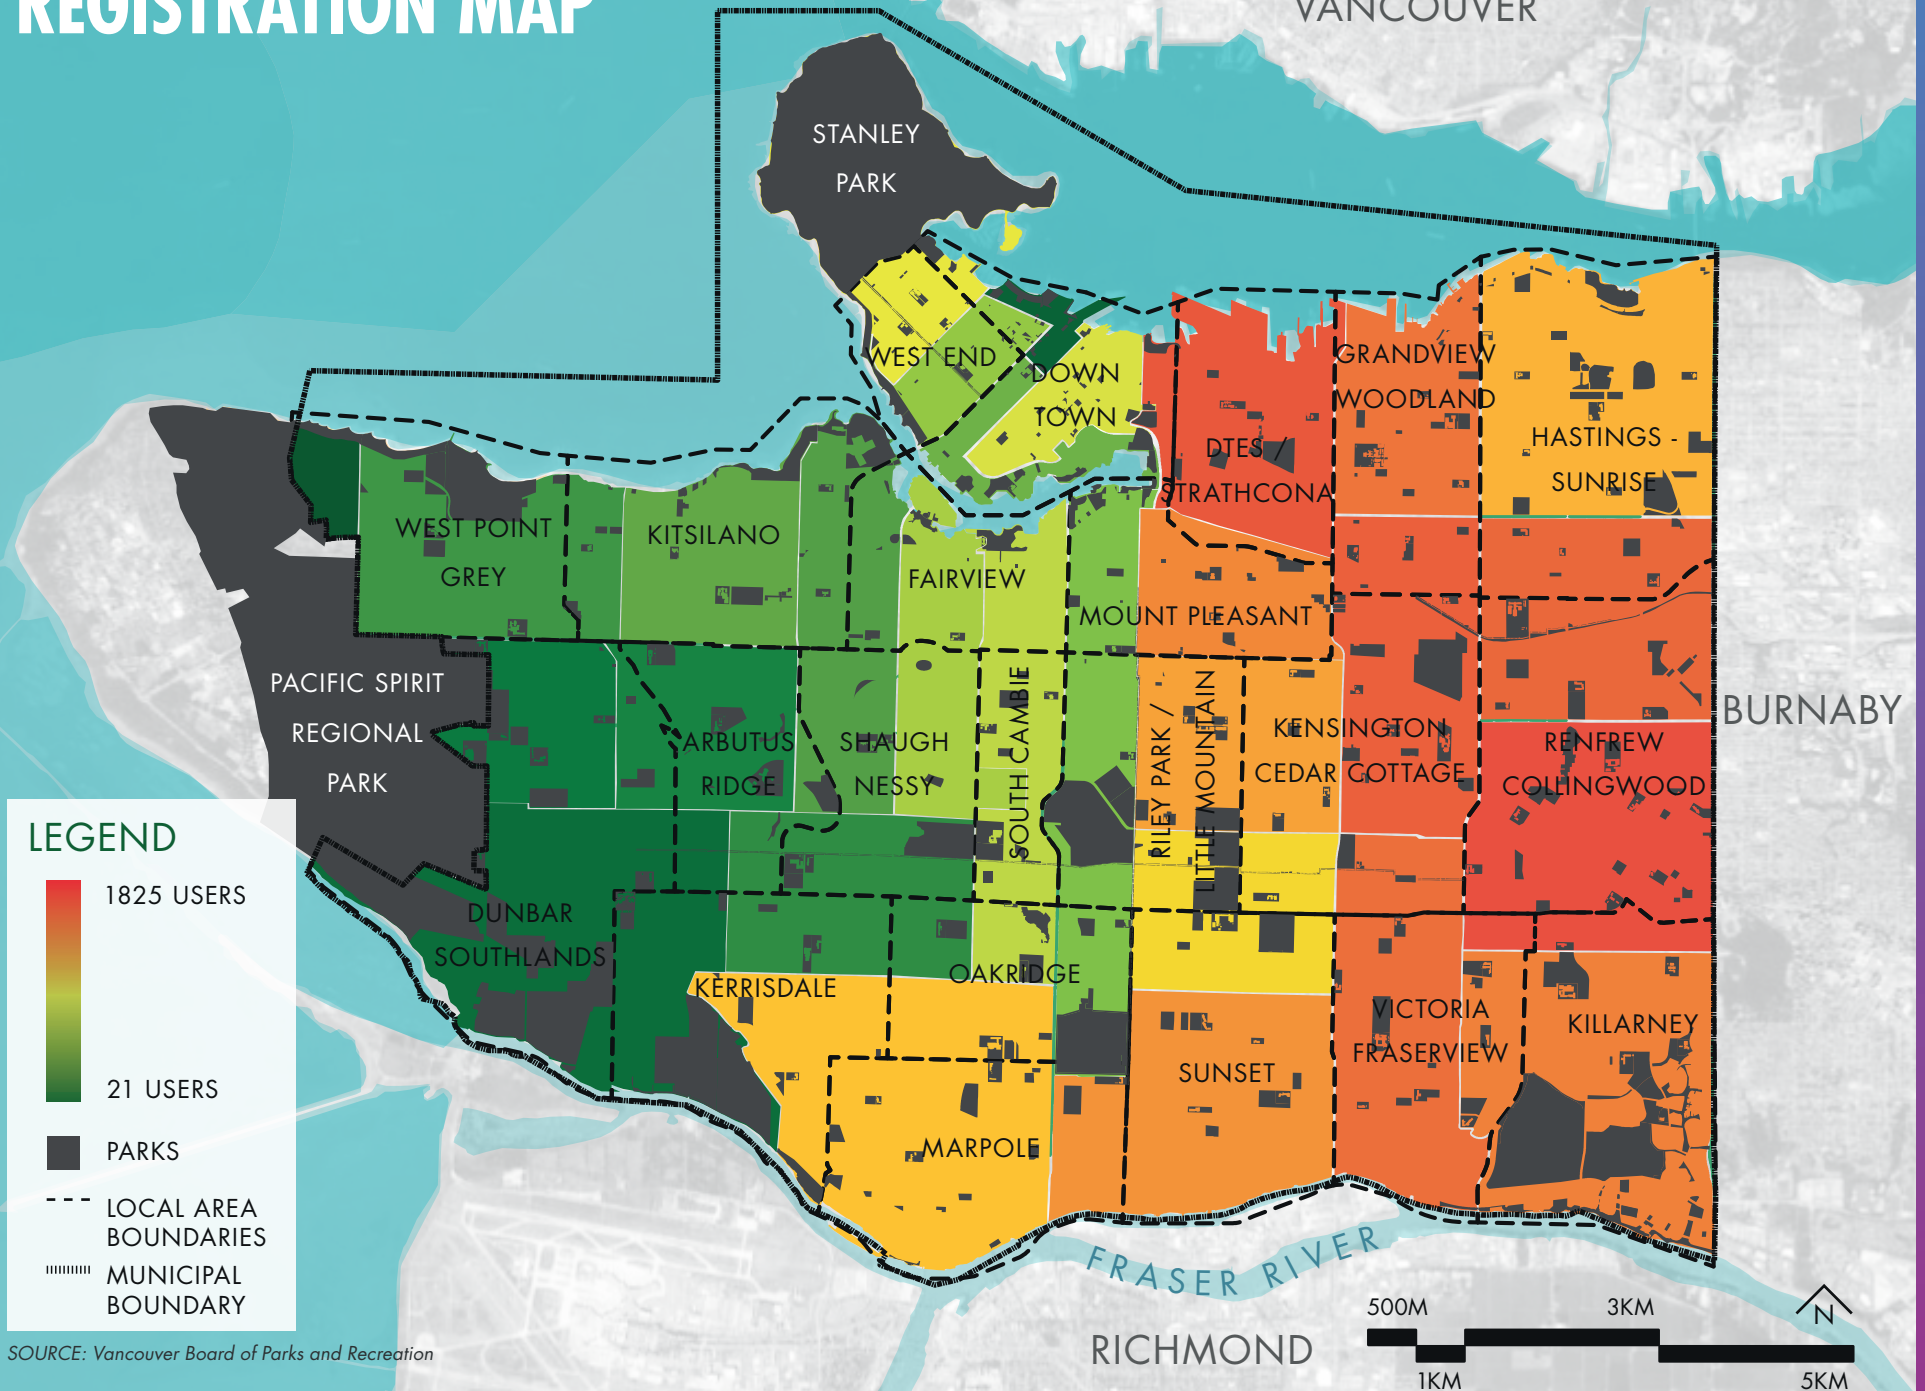 REGISTRATION MAP
VANCOUVER
STANLEY
PARK
WEST END
DOWN
TOWN
GRANDVIEW
WOODLAND
DTES /
STRATHCONA
HASTINGS -
SUNRISE
WEST POINT
GREY
KITSILANO
FAIRVIEW
MOUNT PLEASANT
PACIFIC SPIRIT
REGIONAL
PARK
ARBUTUS
RIDGE
SHAUGH
NESSY
SOUTH CAMBIE
RILEY PARK /
LITTLE MOUNTAIN
KENSINGTON
CEDAR COTTAGE
RENFREW
COLLINGWOOD
BURNABY
DUNBAR
SOUTHLANDS
KERRISDALE
OAKRIDGE
MARPOLE
SUNSET
VICTORIA
FRASERVIEW
KILLARNEY
FRASER RIVER
RICHMOND
LEGEND
1825 USERS
21 USERS
PARKS
LOCAL AREA
BOUNDARIES
MUNICIPAL
BOUNDARY
SOURCE: Vancouver Board of Parks and Recreation
500M
3KM
N
1KM
5KM